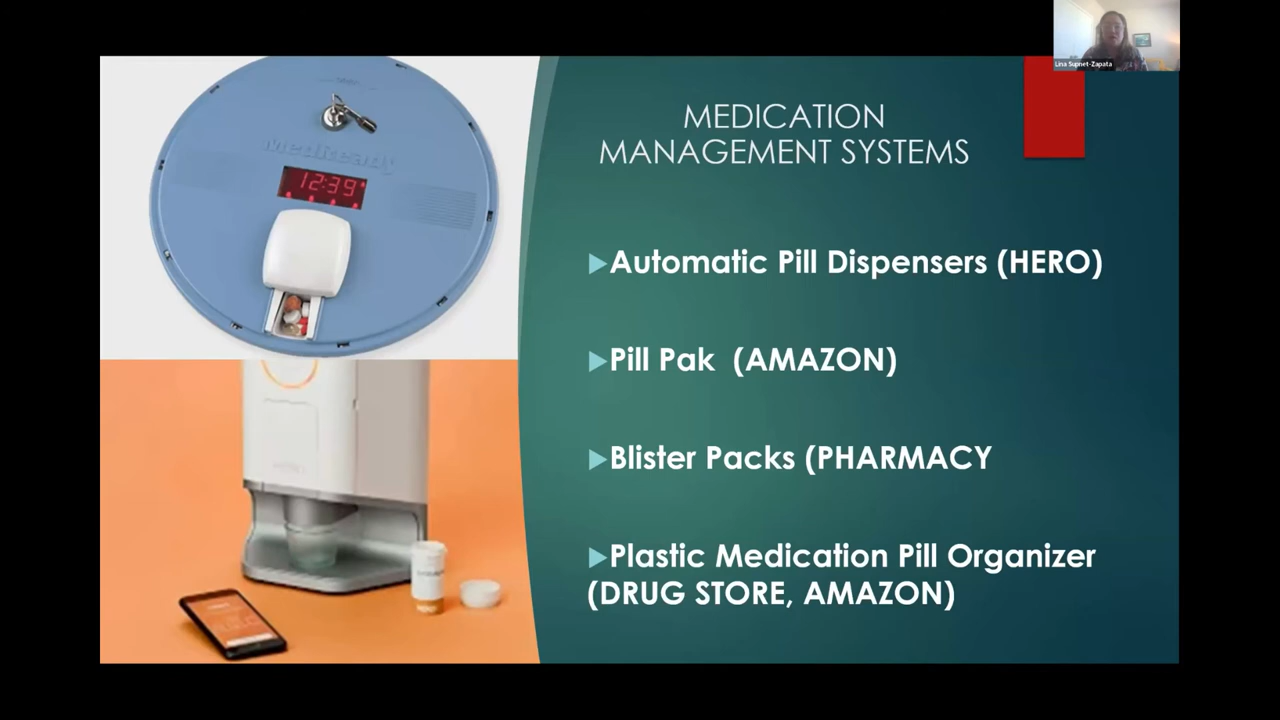 Lina Supnet-Zapata
MEDICATION
MANAGEMENT SYSTEMS
MediReady
12:39
Automatic Pill Dispensers (HERO)
Pill Pak (AMAZON)
Blister Packs (PHARMACY
Plastic Medication Pill Organizer
(DRUG STORE, AMAZON)